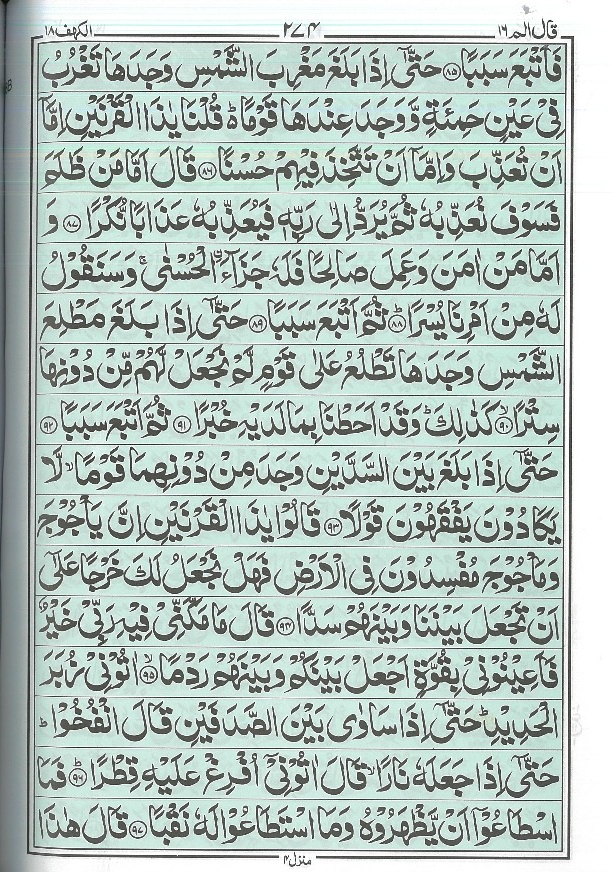 قال الم ١٦ ٢٧٤ الكهف ١٨
فَاَتْبَعَ سَبَبًا ﴿٨٥﴾ حَتّٰۤى اِذَا بَلَغَ مَغْرِبَ الشَّمْسِ وَجَدَهَا تَغْرُبُ
فِیْ عَیْنٍ حَمِئَةٍ وَّ وَجَدَ عِنْدَهَا قَوْمًا ؕ قُلْنَا یٰذَا الْقَرْنَیْنِ اِمَّاۤ
اَنْ تُعَذِّبَ وَ اِمَّاۤ اَنْ تَتَّخِذَ فِیْهِمْ حُسْنًا ﴿٨٦﴾ قَالَ اَمَّا مَنْ ظَلَمَ
فَسَوْفَ نُعَذِّبُهٗ ثُمَّ یُرَدُّ اِلٰى رَبِّهٖ فَیُعَذِّبُهٗ عَذَابًا نُّكْرًا ﴿٨٧﴾ وَ
اَمَّا مَنْ اٰمَنَ وَ عَمِلَ صَالِحًا فَلَهٗ جَزَآءَ اِ۟الْحُسْنٰى ۚ وَ سَنَقُوْلُ
لَهٗ مِنْ اَمْرِنَا یُسْرًا ؕ﴿٨٨﴾ ثُمَّ اَتْبَعَ سَبَبًا ﴿٨٩﴾ حَتّٰۤى اِذَا بَلَغَ مَطْلِعَ
الشَّمْسِ وَجَدَهَا تَطْلُعُ عَلٰى قَوْمٍ لَّمْ نَجْعَلْ لَّهُمْ مِّنْ دُوْنِهَا
سِتْرًا ۙ﴿٩٠﴾ كَذٰلِكَ ؕ وَ قَدْ اَحَطْنَا بِمَا لَدَیْهِ خُبْرًا ﴿٩١﴾ ثُمَّ اَتْبَعَ سَبَبًا ﴿٩٢﴾
حَتّٰۤى اِذَا بَلَغَ بَیْنَ السَّدَّیْنِ وَجَدَ مِنْ دُوْنِهِمَا قَوْمًا ۙ لَّا
یَكَادُوْنَ یَفْقَهُوْنَ قَوْلًا ﴿٩٣﴾ قَالُوْا یٰذَا الْقَرْنَیْنِ اِنَّ یَاْجُوْجَ
وَ مَاْجُوْجَ مُفْسِدُوْنَ فِی الْاَرْضِ فَهَلْ نَجْعَلُ لَكَ خَرْجًا عَلٰۤى
اَنْ تَجْعَلَ بَیْنَنَا وَ بَیْنَهُمْ سَدًّا ﴿٩٤﴾ قَالَ مَا مَكَّنِّیْ فِیْهِ رَبِّیْ خَیْرٌ
فَاَعِیْنُوْنِیْ بِقُوَّةٍ اَجْعَلْ بَیْنَكُمْ وَ بَیْنَهُمْ رَدْمًا ۙ﴿٩٥﴾ اٰتُوْنِیْ زُبَرَ
الْحَدِیْدِ ؕ حَتّٰۤى اِذَا سَاوٰى بَیْنَ الصَّدَفَیْنِ قَالَ انْفُخُوْا ؕ
حَتّٰۤى اِذَا جَعَلَهٗ نَارًا ۙ قَالَ اٰتُوْنِیْۤ اُفْرِغْ عَلَیْهِ قِطْرًا ؕ﴿٩٦﴾ فَمَا
اسْطَاعُوْۤا اَنْ یَّظْهَرُوْهُ وَ مَا اسْتَطَاعُوْا لَهٗ نَقْبًا ﴿٩٧﴾ قَالَ هٰذَا
منزل ٤